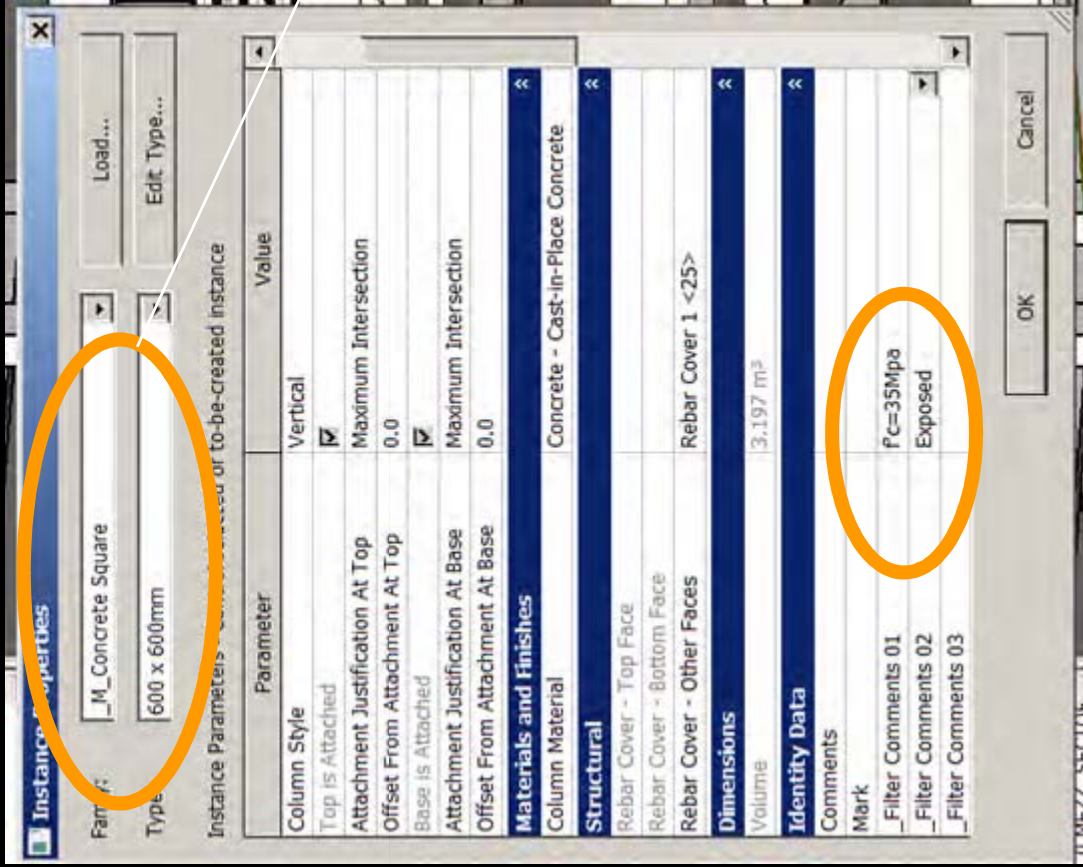 Instance Properties
Family: _M_Concrete Square Load...
Type: 600 x 600mm Edit Type...
Instance Parameters - Control selected or to-be-created instance
Parameter Value
Column Style Vertical
Top is Attached
Attachment Justification At Top Maximum Intersection
Offset From Attachment At Top 0.0
Base is Attached
Attachment Justification At Base Maximum Intersection
Offset From Attachment At Base 0.0
Materials and Finishes
Column Material Concrete - Cast-in-Place Concrete
Structural
Rebar Cover - Top Face
Rebar Cover - Bottom Face
Rebar Cover - Other Faces Rebar Cover 1 <25>
Dimensions
Volume 3.197 m³
Identity Data
Comments
Mark
_Filter Comments 01 f'c=35Mpa
_Filter Comments 02 Exposed
_Filter Comments 03
OK Cancel